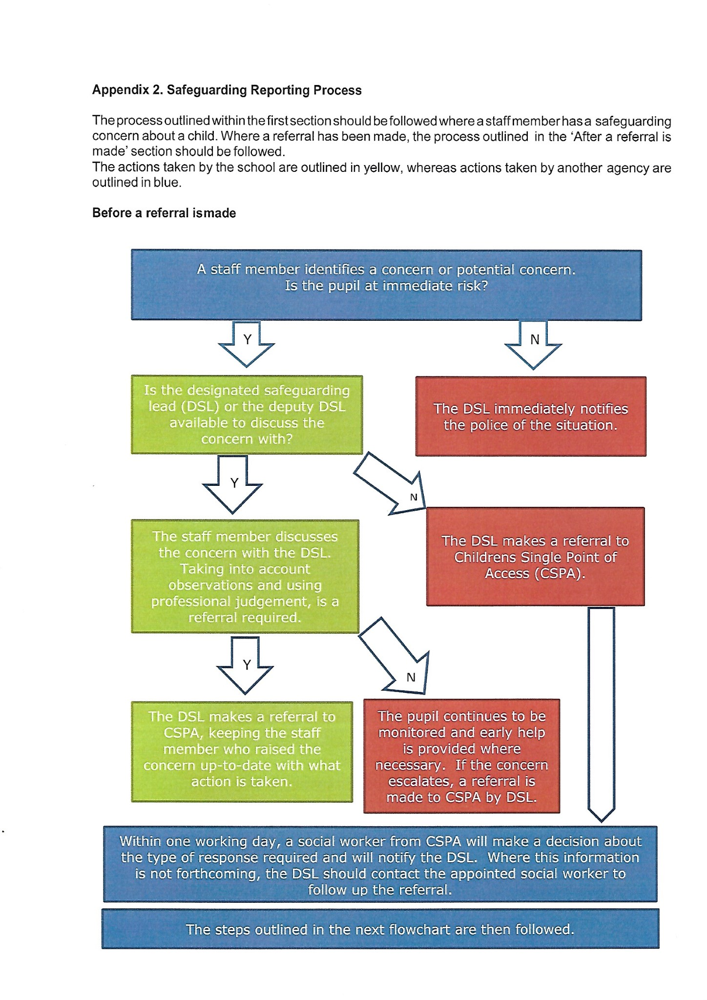 Appendix 2. Safeguarding Reporting Process
The process outlined within the first section should be followed where a staff member has a safeguarding
concern about a child. Where a referral has been made, the process outlined in the ‘After a referral is
made’ section should be followed.
The actions taken by the school are outlined in yellow, whereas actions taken by another agency are
outlined in blue.
Before a referral ismade
A staff member identifies a concern or potential concern.
Is the pupil at immediate risk?
Y
N
Is the designated safeguarding
lead (DSL) or the deputy DSL
available to discuss the
concern with?
The DSL immediately notifies
the police of the situation.
Y
N
The staff member discusses
the concern with the DSL.
Taking into account
observations and using
professional judgement, is a
referral required.
The DSL makes a referral to
Childrens Single Point of
Access (CSPA).
Y
N
The DSL makes a referral to
CSPA, keeping the staff
member who raised the
concern up-to-date with what
action is taken.
The pupil continues to be
monitored and early help
is provided where
necessary. If the concern
escalates, a referral is
made to CSPA by DSL.
Within one working day, a social worker from CSPA will make a decision about
the type of response required and will notify the DSL. Where this information
is not forthcoming, the DSL should contact the appointed social worker to
follow up the referral.
The steps outlined in the next flowchart are then followed.